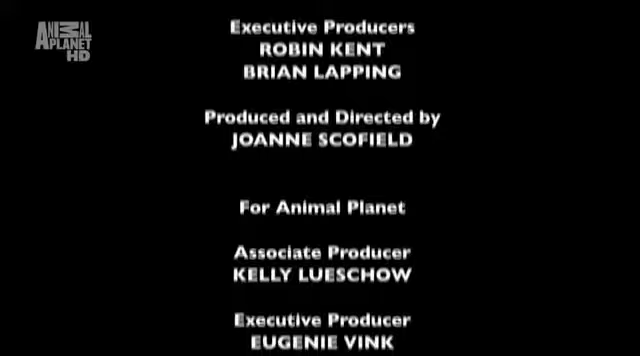 ANIMAL
PLANET
HD
Executive Producers
ROBIN KENT
BRIAN LAPPING
Produced and Directed by
JOANNE SCOFIELD
For Animal Planet
Associate Producer
KELLY LUESCHOW
Executive Producer
EUGENIE VINK